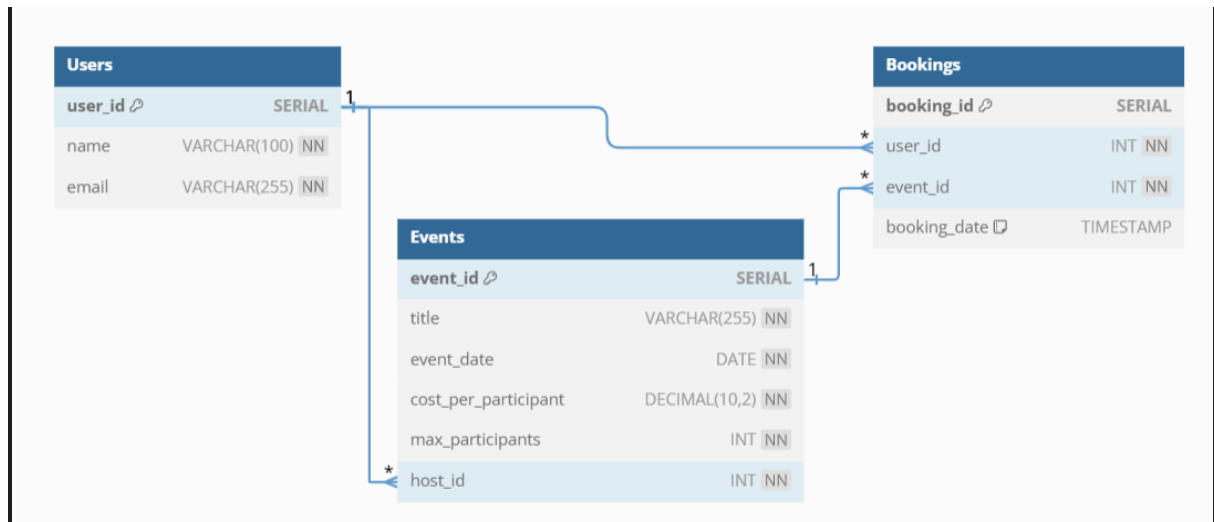 Users
user_id SERIAL
name VARCHAR(100) NN
email VARCHAR(255) NN
1
Events
event_id SERIAL
title VARCHAR(255) NN
event_date DATE NN
cost_per_participant DECIMAL(10,2) NN
max_participants INT NN
host_id INT NN
*
1
Bookings
booking_id SERIAL
* user_id INT NN
* event_id INT NN
booking_date TIMESTAMP